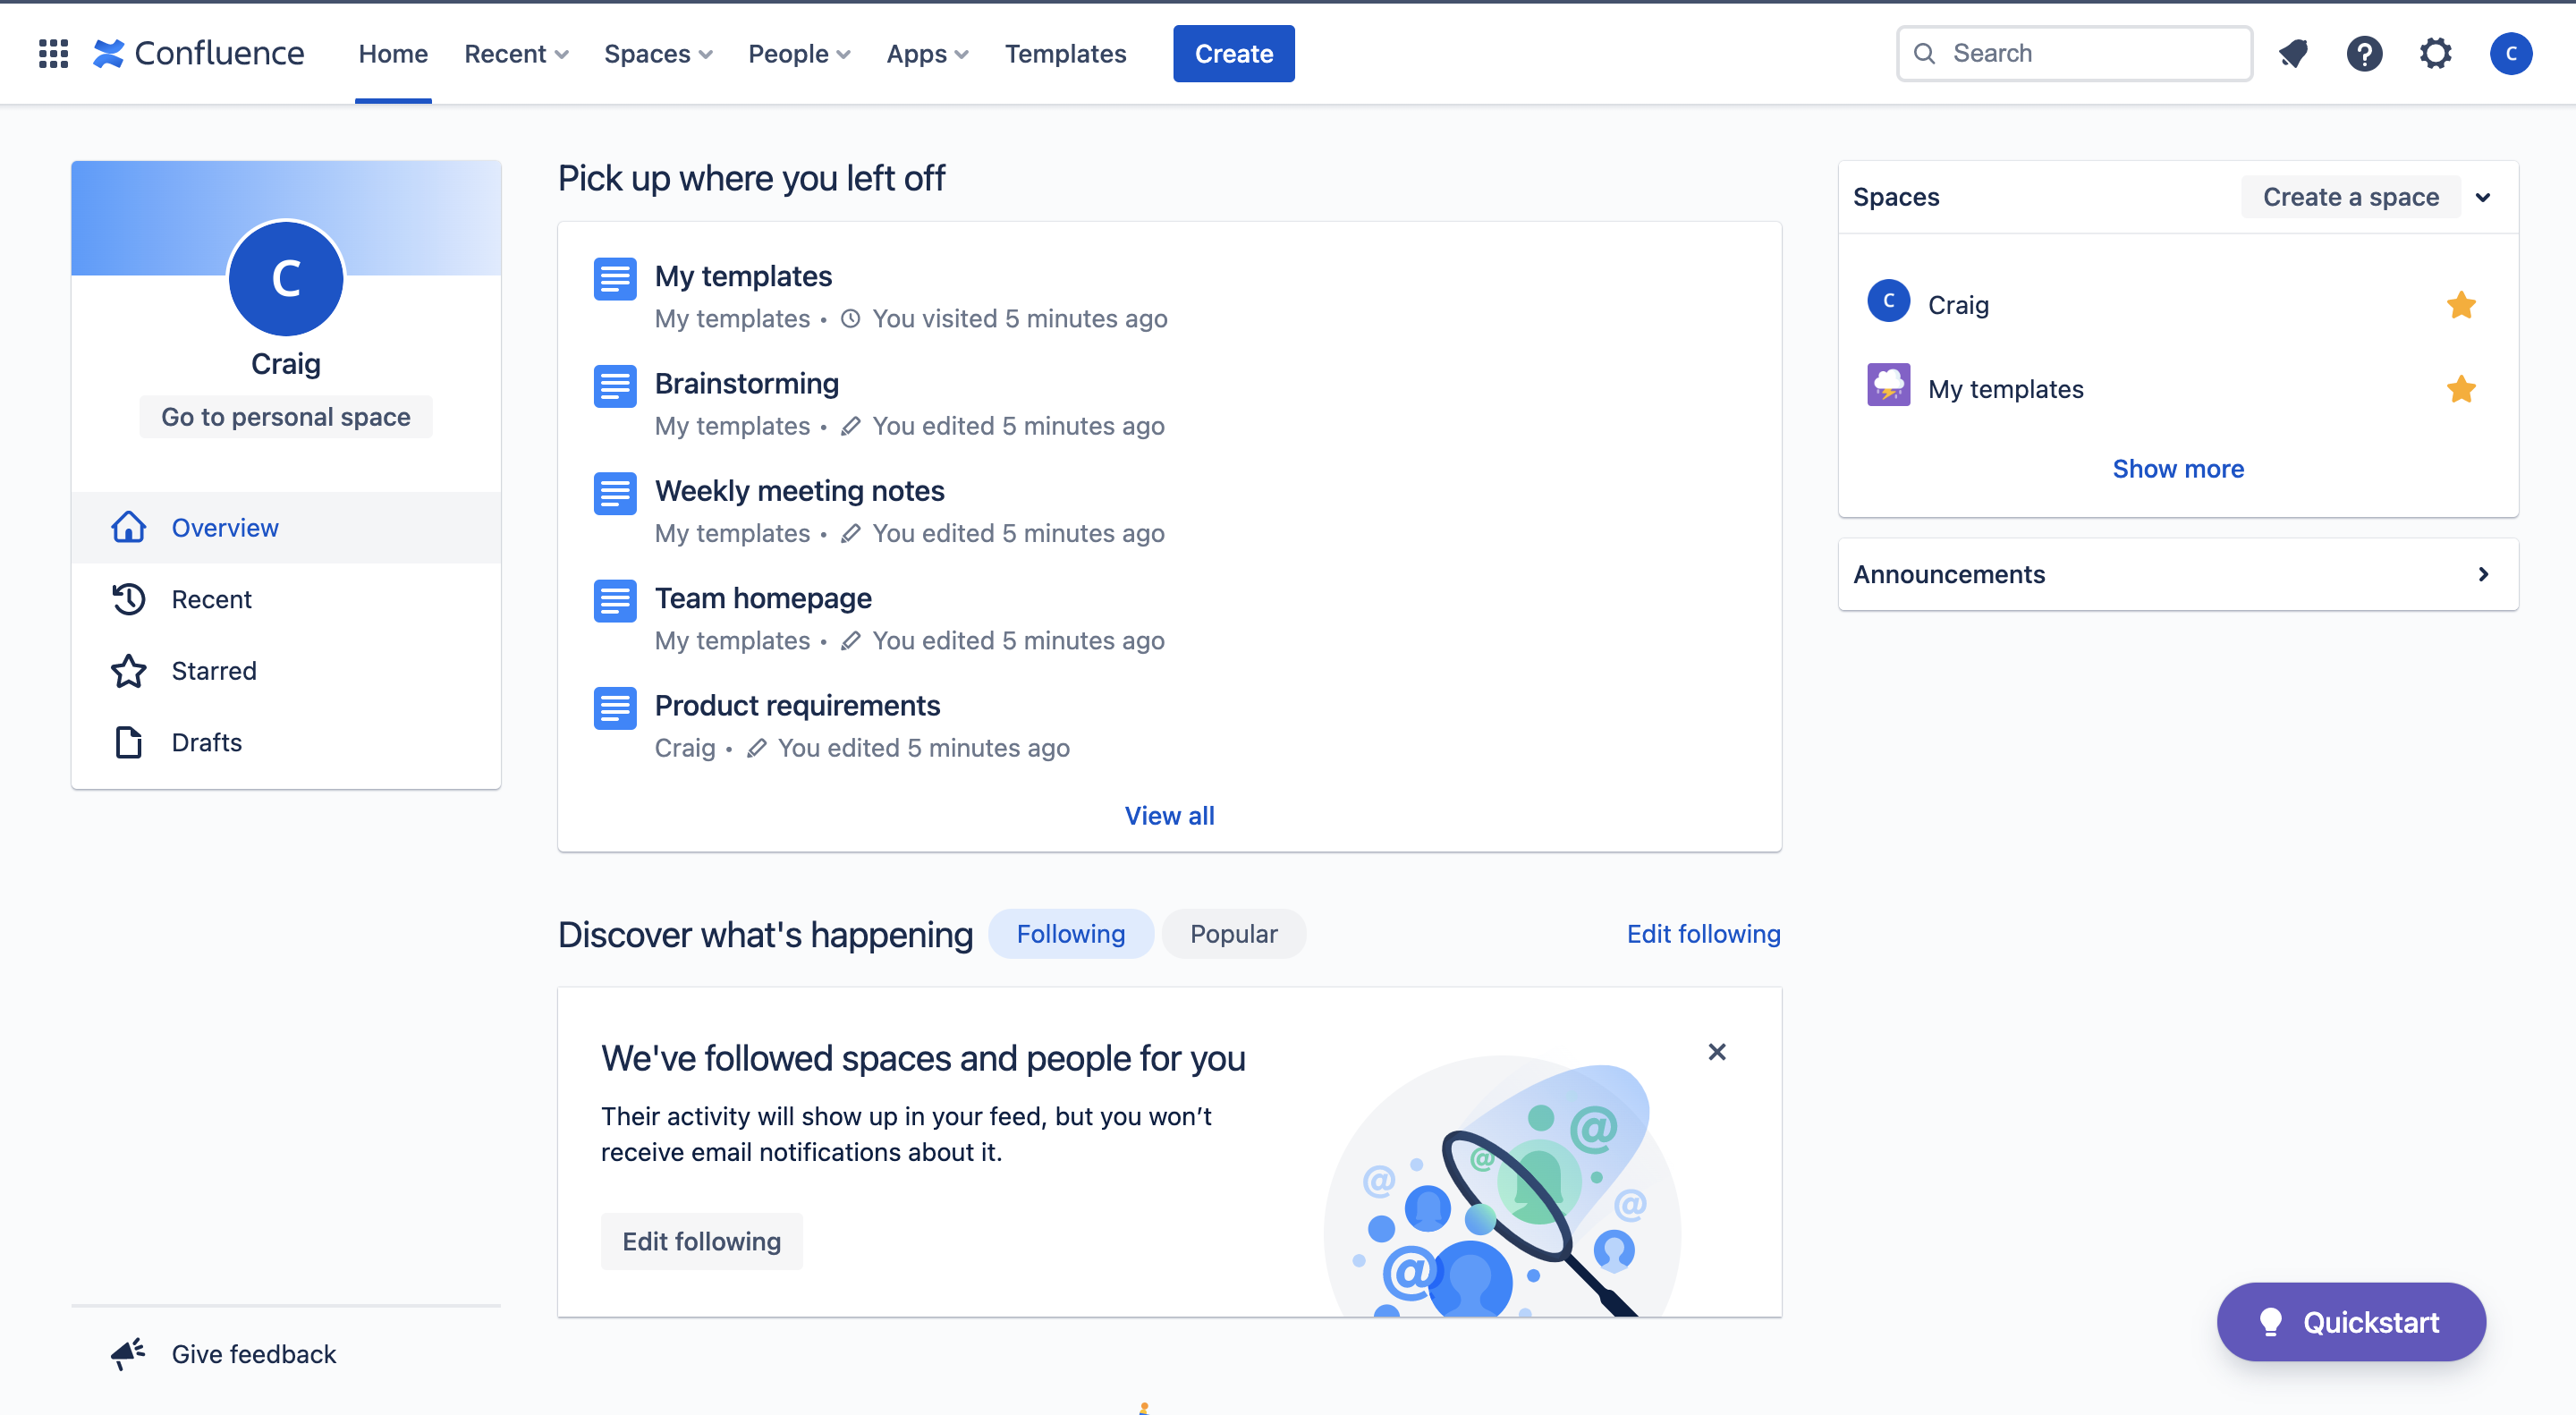 Confluence
Home Recent Spaces People Apps Templates Create
Search
C
C
Craig
Go to personal space
Overview
Recent
Starred
Drafts
Give feedback
Pick up where you left off
My templates
My templates • You visited 5 minutes ago
Brainstorming
My templates • You edited 5 minutes ago
Weekly meeting notes
My templates • You edited 5 minutes ago
Team homepage
My templates • You edited 5 minutes ago
Product requirements
Craig • You edited 5 minutes ago
View all
Discover what's happening Following Popular Edit following
We've followed spaces and people for you
Their activity will show up in your feed, but you won’t
receive email notifications about it.
Edit following
@ @ @ @ @
Spaces Create a space
C Craig
My templates
Show more
Announcements
Quickstart